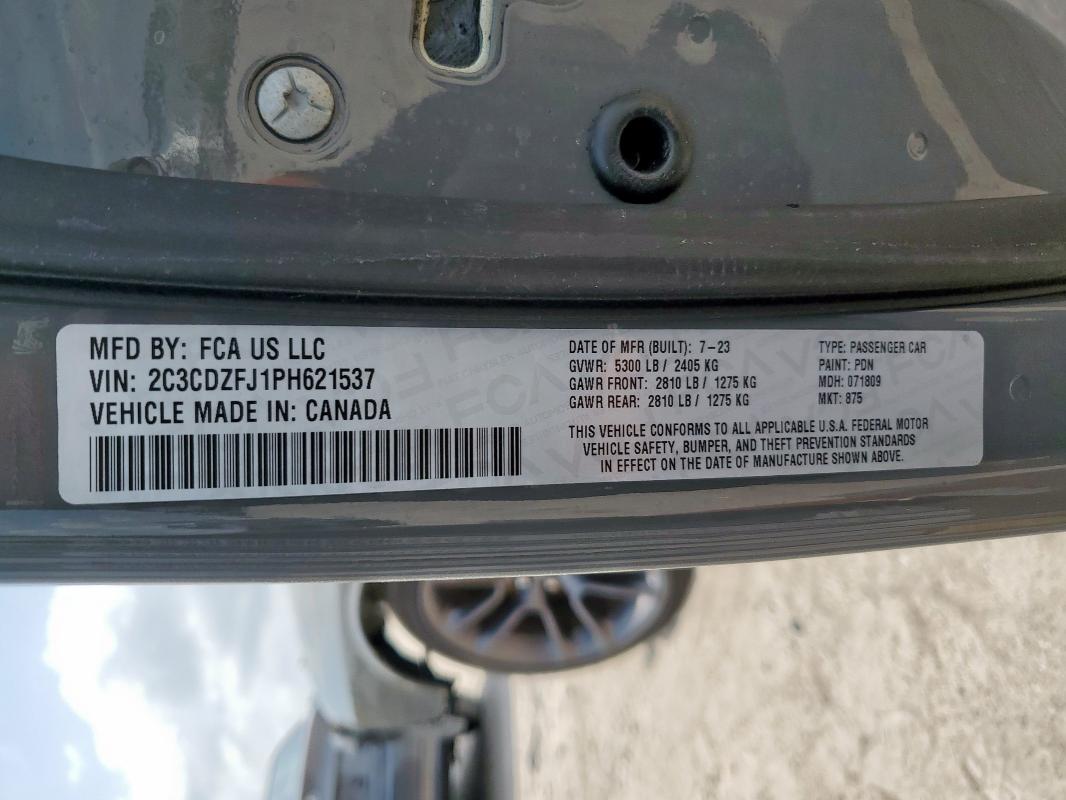 MFD BY: FCA US LLC
VIN: 2C3CDZFJ1PH621537
VEHICLE MADE IN: CANADA
DATE OF MFR (BUILT): 7-23
GVWR: 5300 LB / 2405 KG
GAWR FRONT: 2810 LB / 1275 KG
GAWR REAR: 2810 LB / 1275 KG
TYPE: PASSENGER CAR
PAINT: PDN
MDH: 071809
MKT: 875
THIS VEHICLE CONFORMS TO ALL APPLICABLE U.S.A. FEDERAL MOTOR
VEHICLE SAFETY, BUMPER, AND THEFT PREVENTION STANDARDS
IN EFFECT ON THE DATE OF MANUFACTURE SHOWN ABOVE.